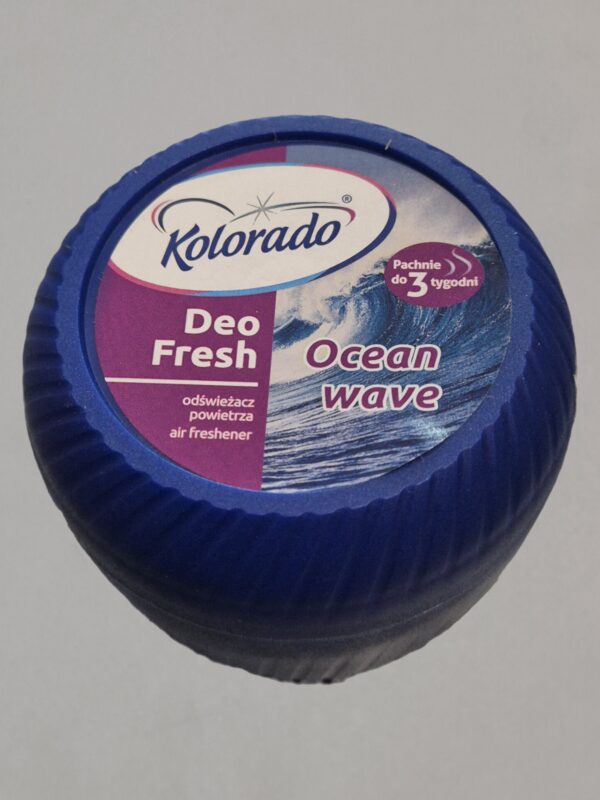 Kolorado®
Pachnie
do 3 tygodni
Deo
Fresh
Ocean
wave
odświeżacz
powietrza
air freshener